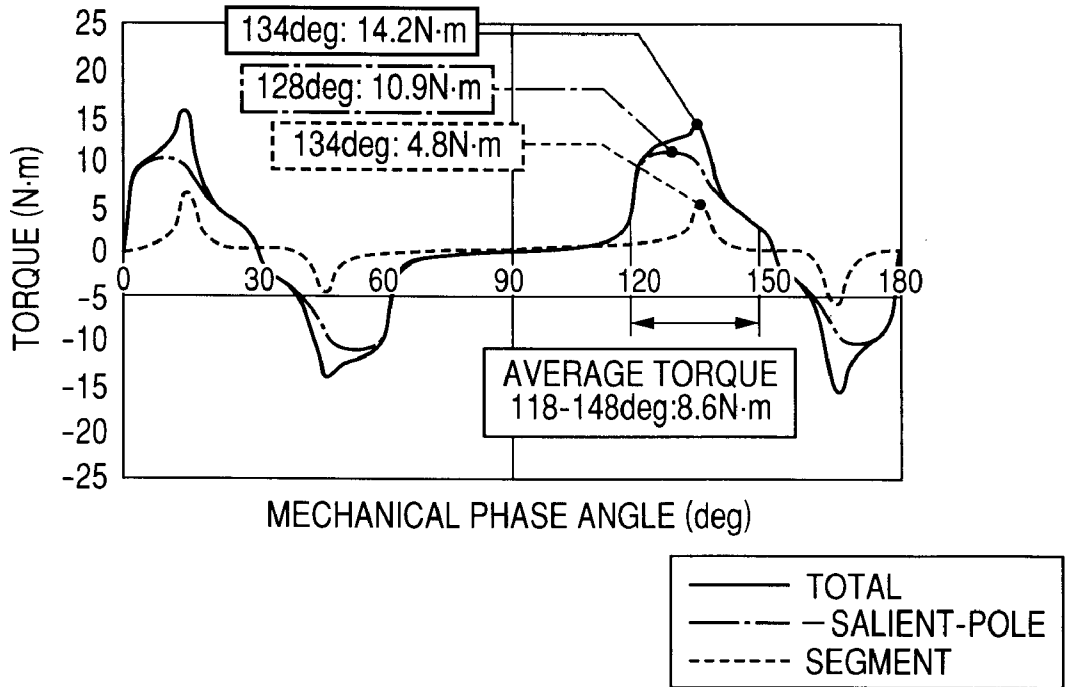 25
20
15
10
5
0
-5
-10
-15
-20
-25
TORQUE (N·m)
134deg: 14.2N·m
128deg: 10.9N·m
134deg: 4.8N·m
0 30 60 90 120 150 180
AVERAGE TORQUE
118-148deg:8.6N·m
MECHANICAL PHASE ANGLE (deg)
TOTAL
SALIENT-POLE
SEGMENT